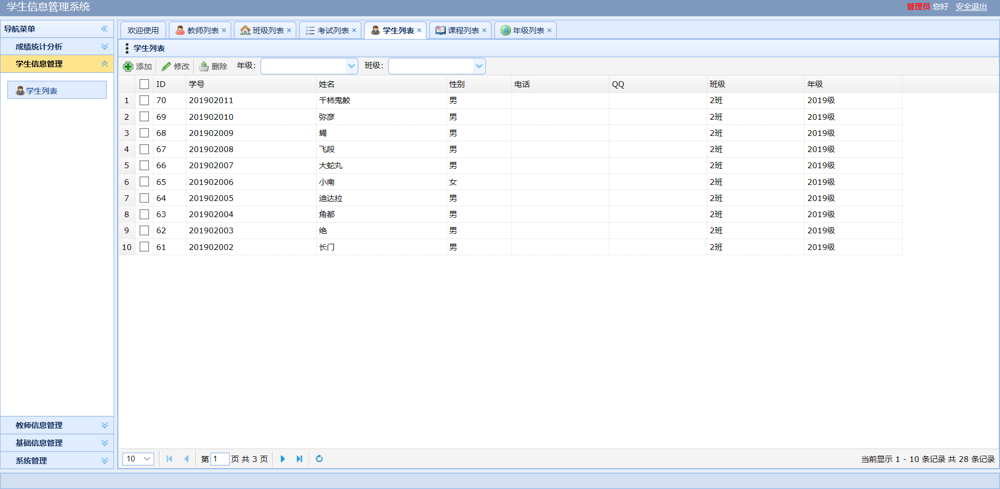 学生信息管理系统 管理员 您好 安全退出
导航菜单
成绩统计分析
学生信息管理
学生列表
教师信息管理
基础信息管理
系统管理
欢迎使用 教师列表 班级列表 考试列表 学生列表 课程列表 年级列表
学生列表
添加 修改 删除 年级: 班级:
ID 学号 姓名 性别 电话 QQ 班级 年级
1 70 201902011 干柿鬼鲛 男 2班 2019级
2 69 201902010 弥彦 男 2班 2019级
3 68 201902009 蝎 男 2班 2019级
4 67 201902008 飞段 男 2班 2019级
5 66 201902007 大蛇丸 男 2班 2019级
6 65 201902006 小南 女 2班 2019级
7 64 201902005 迪达拉 男 2班 2019级
8 63 201902004 角都 男 2班 2019级
9 62 201902003 绝 男 2班 2019级
10 61 201902002 长门 男 2班 2019级
10 第 1 页 共 3 页 当前显示 1 - 10 条记录 共 28 条记录